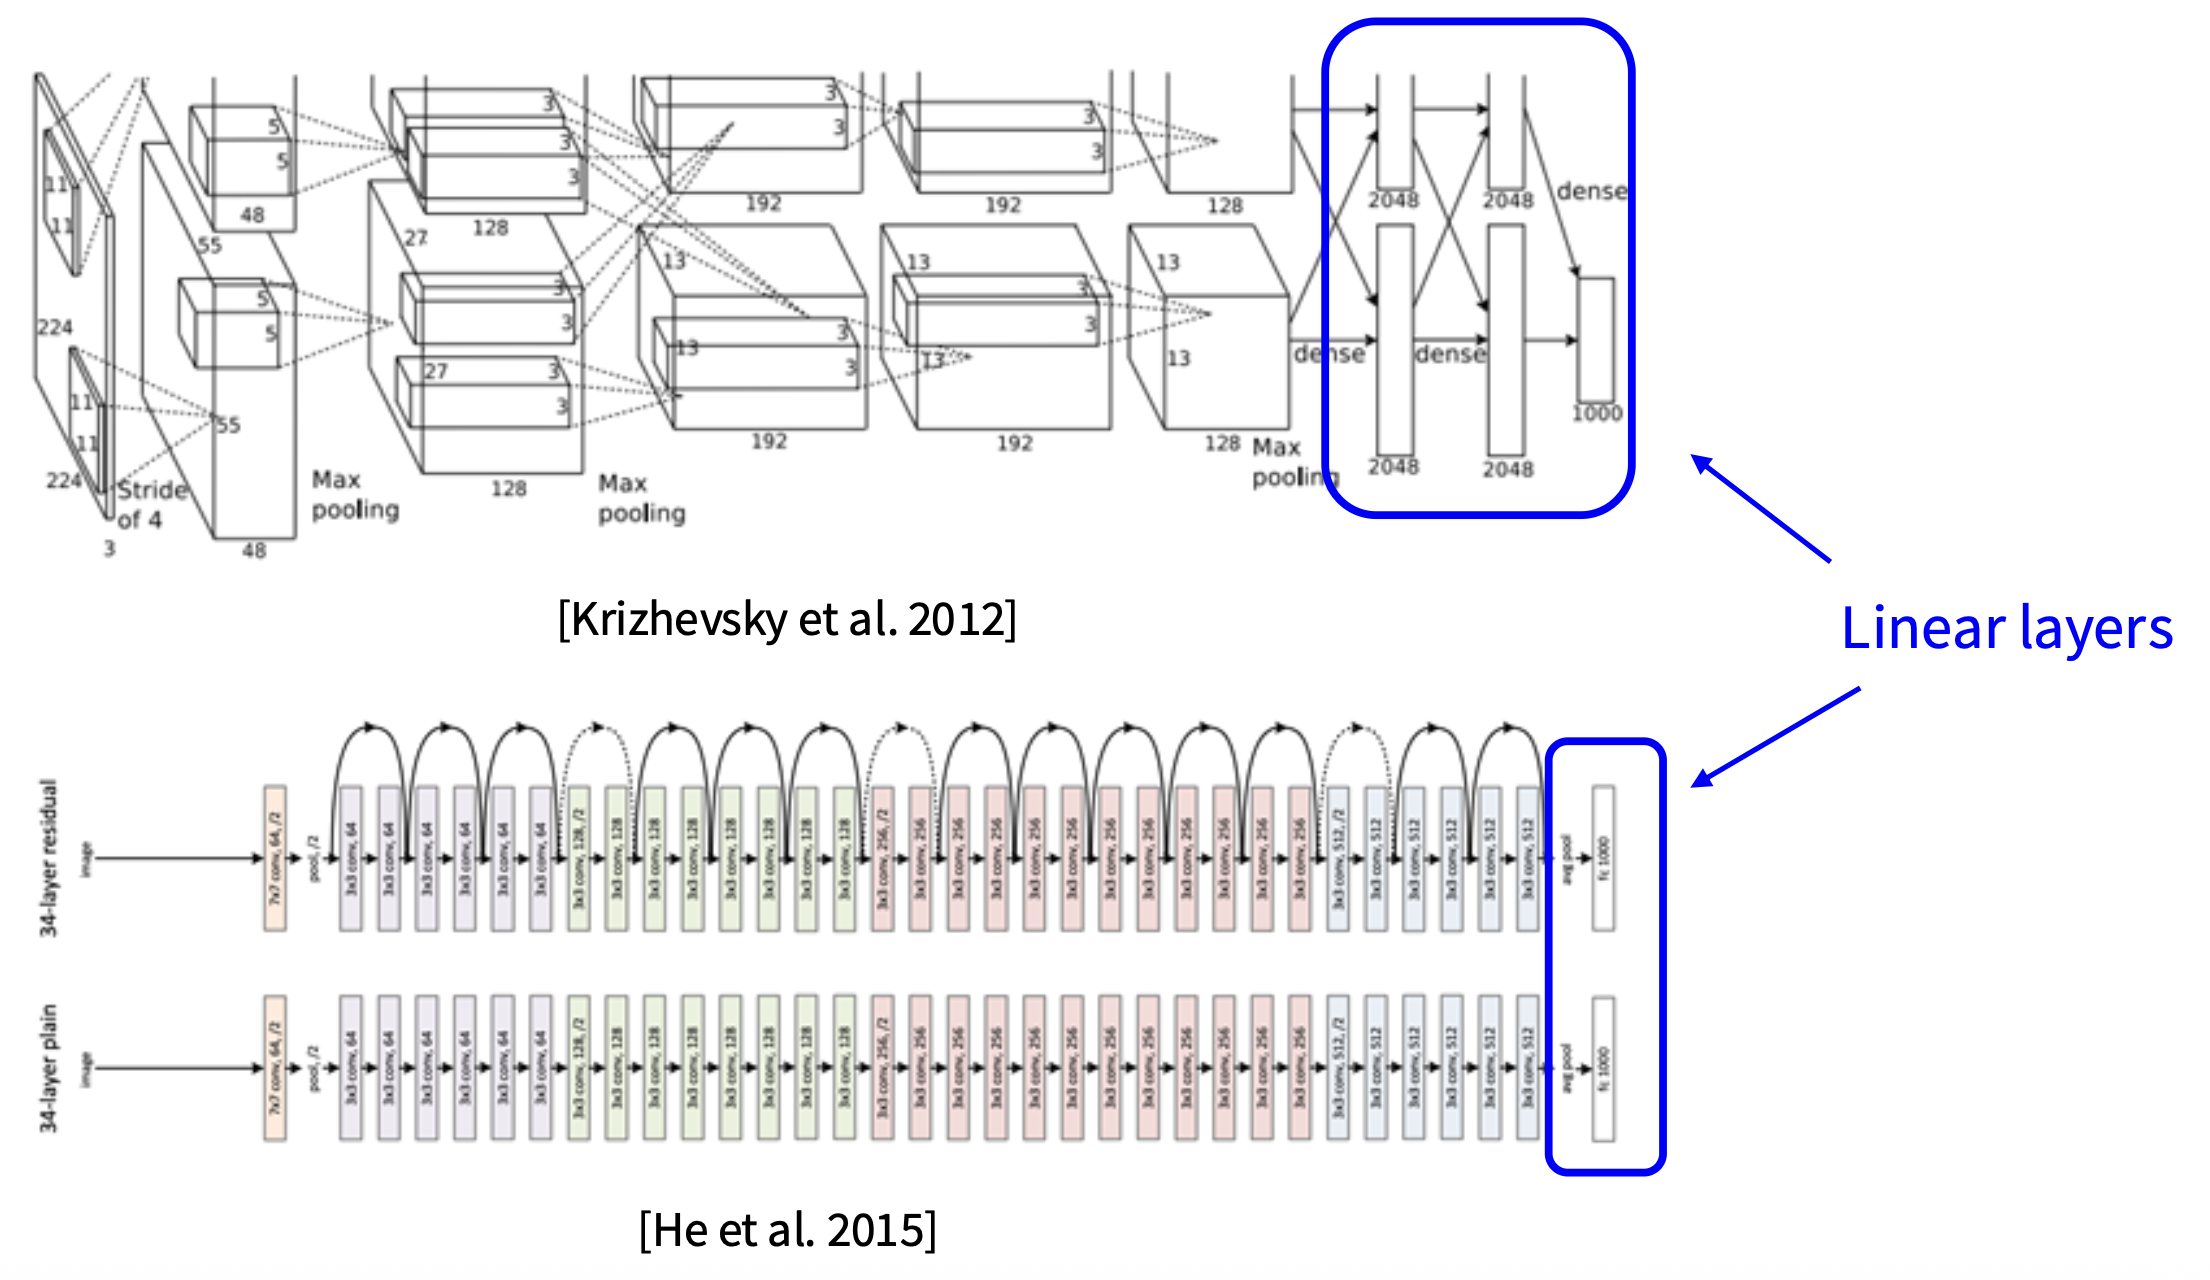 11
11
224
11
11
224
3
Stride
of 4
5
5
48
55
5
5
55
48
Max
pooling
3
3
3
3
128
27
3
3
27
3
3
128
Max
pooling
3
3
192
13
3
3
13
192
3
3
192
13
3
3
13
192
128
13
13
128
Max
pooling
dense
2048
2048
dense
2048
2048
dense
1000
[Krizhevsky et al. 2012]
Linear layers
34-layer residual
image
7x7 conv, 64, /2
pool, /2
3x3 conv, 64
3x3 conv, 64
3x3 conv, 64
3x3 conv, 64
3x3 conv, 64
3x3 conv, 64
3x3 conv, 128, /2
3x3 conv, 128
3x3 conv, 128
3x3 conv, 128
3x3 conv, 128
3x3 conv, 128
3x3 conv, 128
3x3 conv, 128
3x3 conv, 256, /2
3x3 conv, 256
3x3 conv, 256
3x3 conv, 256
3x3 conv, 256
3x3 conv, 256
3x3 conv, 256
3x3 conv, 256
3x3 conv, 256
3x3 conv, 256
3x3 conv, 256
3x3 conv, 256
3x3 conv, 512, /2
3x3 conv, 512
3x3 conv, 512
3x3 conv, 512
3x3 conv, 512
3x3 conv, 512
avg pool
fc 1000
34-layer plain
image
7x7 conv, 64, /2
pool, /2
3x3 conv, 64
3x3 conv, 64
3x3 conv, 64
3x3 conv, 64
3x3 conv, 64
3x3 conv, 64
3x3 conv, 128, /2
3x3 conv, 128
3x3 conv, 128
3x3 conv, 128
3x3 conv, 128
3x3 conv, 128
3x3 conv, 128
3x3 conv, 128
3x3 conv, 256, /2
3x3 conv, 256
3x3 conv, 256
3x3 conv, 256
3x3 conv, 256
3x3 conv, 256
3x3 conv, 256
3x3 conv, 256
3x3 conv, 256
3x3 conv, 256
3x3 conv, 256
3x3 conv, 256
3x3 conv, 512, /2
3x3 conv, 512
3x3 conv, 512
3x3 conv, 512
3x3 conv, 512
3x3 conv, 512
avg pool
fc 1000
[He et al. 2015]